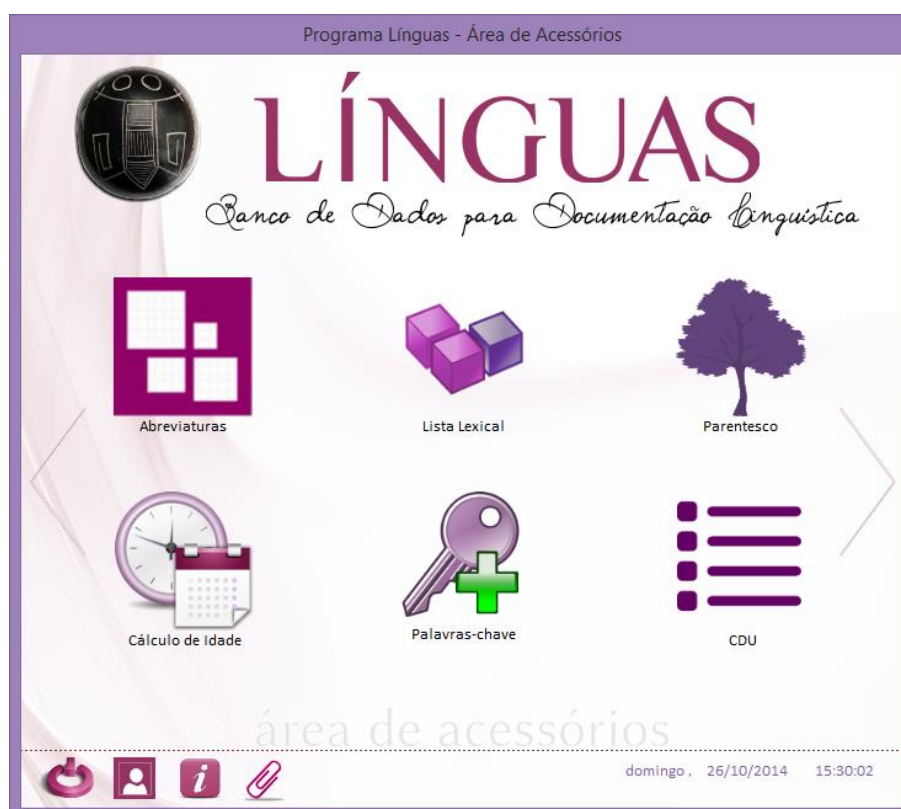 Programa Línguas - Área de Acessórios
LÍNGUAS
Banco de Dados para Documentação Linguística
Abreviaturas
Lista Lexical
Parentesco
Cálculo de Idade
Palavras-chave
CDU
área de acessórios
i
domingo , 26/10/2014 15:30:02